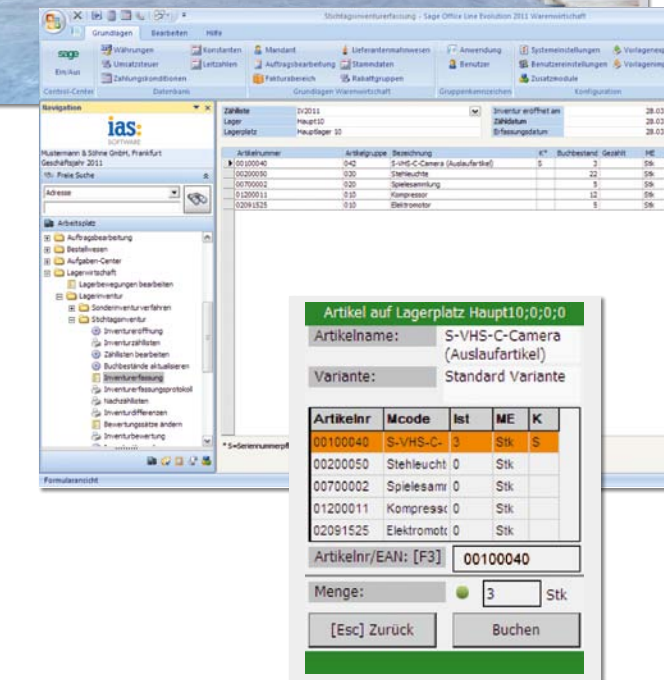 Stichtagsinventurerfassung - Sage Office Line Evolution 2011 Warenwirtschaft
Grundlagen Bearbeiten Hilfe
sage
Ein/Aus
Control-Center
Währungen
Umsatzsteuer
Zahlungskonditionen
Konstanten
Leitzahlen
Datenbank
Mandant
Auftragsbearbeitung
Fakturabereich
Lieferantenmahnwesen
Stammdaten
Rabattgruppen
Grundlagen Warenwirtschaft
Anwendung
Benutzer
Gruppenkennzeichen
Systemeinstellungen
Benutzereinstellungen
Zusatzmodule
Konfiguration
Navigation
ias:
SOFTWARE
Mustermann & Söhne GmbH, Frankfurt
Geschäftsjahr 2011
Freie Suche
Adresse
Arbeitsplatz
Auftragsbearbeitung
Bestellwesen
Aufgaben-Center
Lagerwirtschaft
Lagerbewegungen bearbeiten
Lagerinventur
Sonderinventurverfahren
Stichtagsinventur
Inventureröffnung
Inventurzähllisten
Zähllisten bearbeiten
Buchbestände aktualisieren
Inventurerfassung
Inventurerfassungsprotokoll
Nachzähllisten
Inventurdifferenzen
Bewertungssätze ändern
Inventurbewertung
Formularansicht
Zählliste IV2011 Inventur eröffnet am 28.03
Lager Haupt10 Zähldatum 28.03
Lagerplatz Hauptlager 10 Erfassungsdatum 28.03
Artikelnummer Artikelgruppe Bezeichnung K* Buchbestand Gezählt ME
00100040 042 S-VHS-C-Camera (Auslaufartikel) S 3 Stk
00200050 020 Stehleuchte 22 Stk
00700002 020 Spielesammlung 5 Stk
01200011 010 Kompressor 12 Stk
02091525 010 Elektromotor 5 Stk
Artikel auf Lagerplatz Haupt10;0;0;0
Artikelname: S-VHS-C-Camera
(Auslaufartikel)
Variante: Standard Variante
Artikelnr Mcode Ist ME K
00100040 S-VHS-C- 3 Stk S
00200050 Stehleucht 0 Stk
00700002 Spielesamr 0 Stk
01200011 Kompressc 0 Stk
02091525 Elektromotc 0 Stk
Artikelnr/EAN: [F3] 00100040
Menge: 3 Stk
[Esc] Zurück Buchen